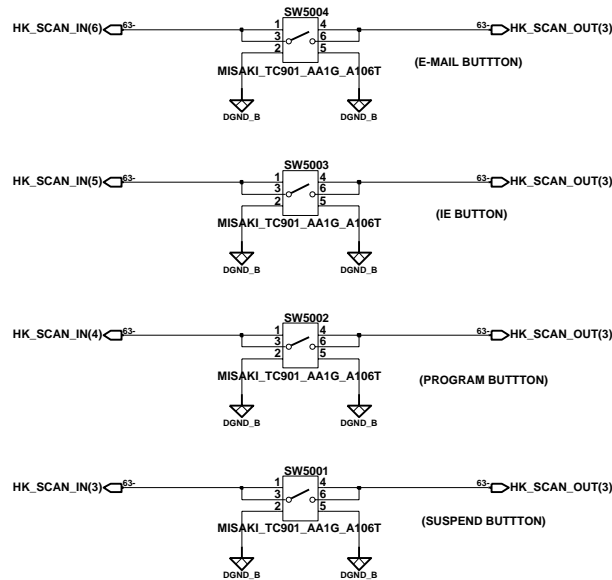 SW5004
HK_SCAN_IN(6) 63- 1 4 63- HK_SCAN_OUT(3)
3 6
2 5
MISAKI_TC901_AA1G_A106T (E-MAIL BUTTTON)
DGND_B DGND_B
SW5003
HK_SCAN_IN(5) 63- 1 4 63- HK_SCAN_OUT(3)
3 6
2 5
MISAKI_TC901_AA1G_A106T (IE BUTTON)
DGND_B DGND_B
SW5002
HK_SCAN_IN(4) 63- 1 4 63- HK_SCAN_OUT(3)
3 6
2 5
MISAKI_TC901_AA1G_A106T (PROGRAM BUTTTON)
DGND_B DGND_B
SW5001
HK_SCAN_IN(3) 63- 1 4 63- HK_SCAN_OUT(3)
3 6
2 5
MISAKI_TC901_AA1G_A106T (SUSPEND BUTTTON)
DGND_B DGND_B